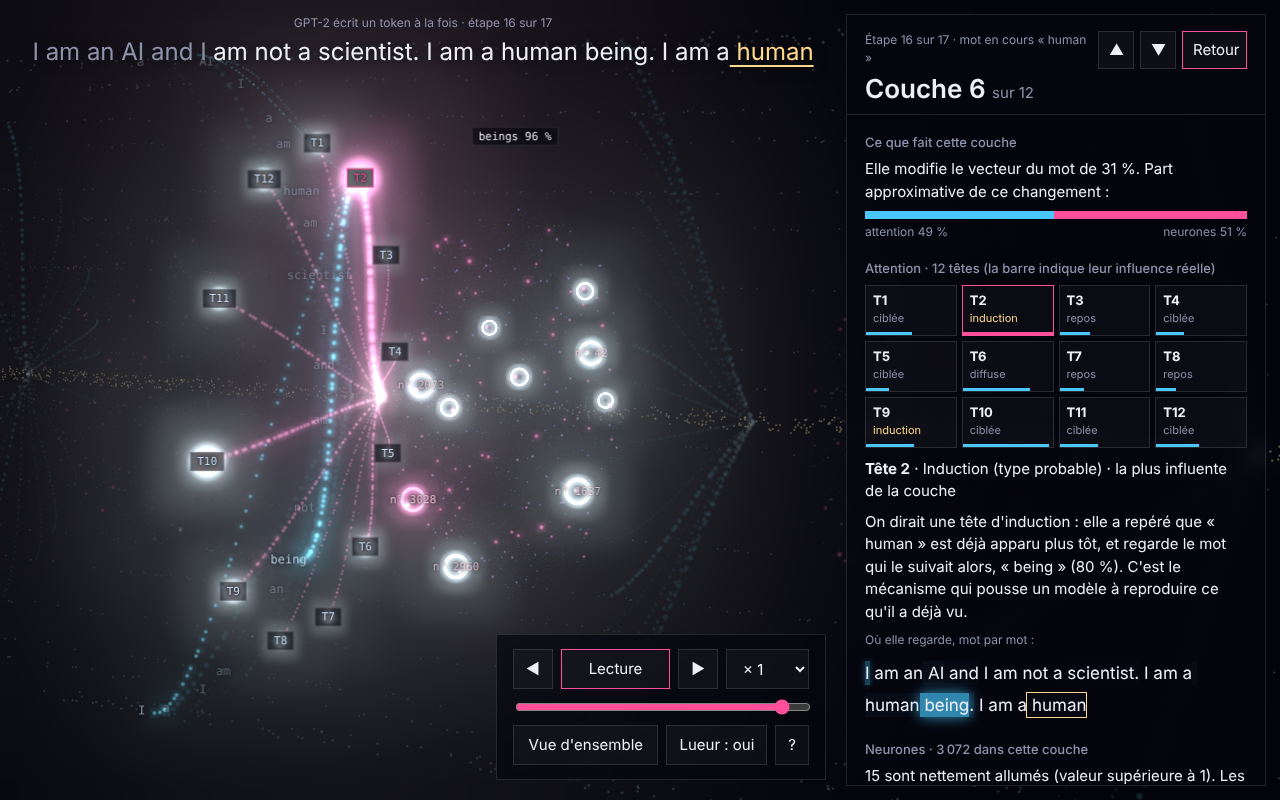 GPT-2 écrit un token à la fois · étape 16 sur 17
I am an AI and I am not a scientist. I am a human being. I am a human
AI
I
a
am
T1
T12
human
T2
am
T3
scientist
T11
T4
and
beings 96 %
T10
T5
not
being
T6
T9
an
T7
T8
am
I
I
◀ Lecture ▶ × 1
Vue d'ensemble Lueur : oui ?
Étape 16 sur 17 · mot en cours « human
»
▲ ▼ Retour
Couche 6 sur 12
Ce que fait cette couche
Elle modifie le vecteur du mot de 31 %. Part
approximative de ce changement :
attention 49 % neurones 51 %
Attention · 12 têtes (la barre indique leur influence réelle)
T1 T2 T3 T4
ciblée induction repos ciblée
T5 T6 T7 T8
ciblée diffuse repos repos
T9 T10 T11 T12
induction ciblée ciblée ciblée
Tête 2 · Induction (type probable) · la plus influente
de la couche
On dirait une tête d'induction : elle a repéré que «
human » est déjà apparu plus tôt, et regarde le mot
qui le suivait alors, « being » (80 %). C'est le
mécanisme qui pousse un modèle à reproduire ce
qu'il a déjà vu.
Où elle regarde, mot par mot :
I am an AI and I am not a scientist. I am a
human being. I am a human
Neurones · 3 072 dans cette couche
15 sont nettement allumés (valeur supérieure à 1). Les